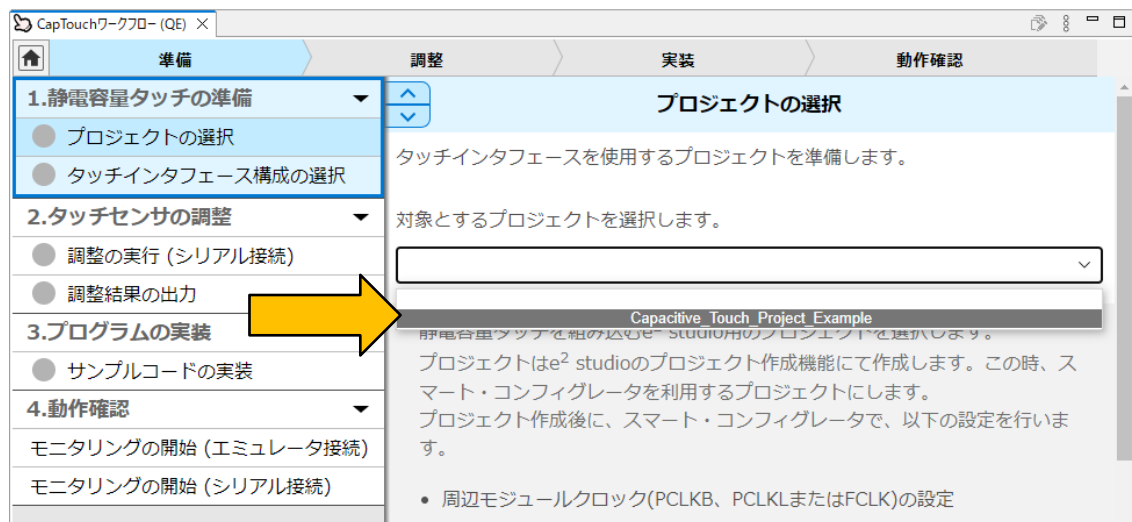 CapTouchワークフロー (QE)
準備
調整
実装
動作確認
1.静電容量タッチの準備
プロジェクトの選択
タッチインタフェース構成の選択
2.タッチセンサの調整
調整の実行 (シリアル接続)
調整結果の出力
3.プログラムの実装
サンプルコードの実装
4.動作確認
モニタリングの開始 (エミュレータ接続)
モニタリングの開始 (シリアル接続)
プロジェクトの選択
タッチインタフェースを使用するプロジェクトを準備します。
対象とするプロジェクトを選択します。
Capacitive_Touch_Project_Example
静電容量タッチを組み込むe² studio用のプロジェクトを選択します。
プロジェクトはe² studioのプロジェクト作成機能にて作成します。この時、ス
マート・コンフィグレータを利用するプロジェクトにします。
プロジェクト作成後に、スマート・コンフィグレータで、以下の設定を行いま
す。
• 周辺モジュールクロック(PCLKB、PCLKLまたはFCLK)の設定